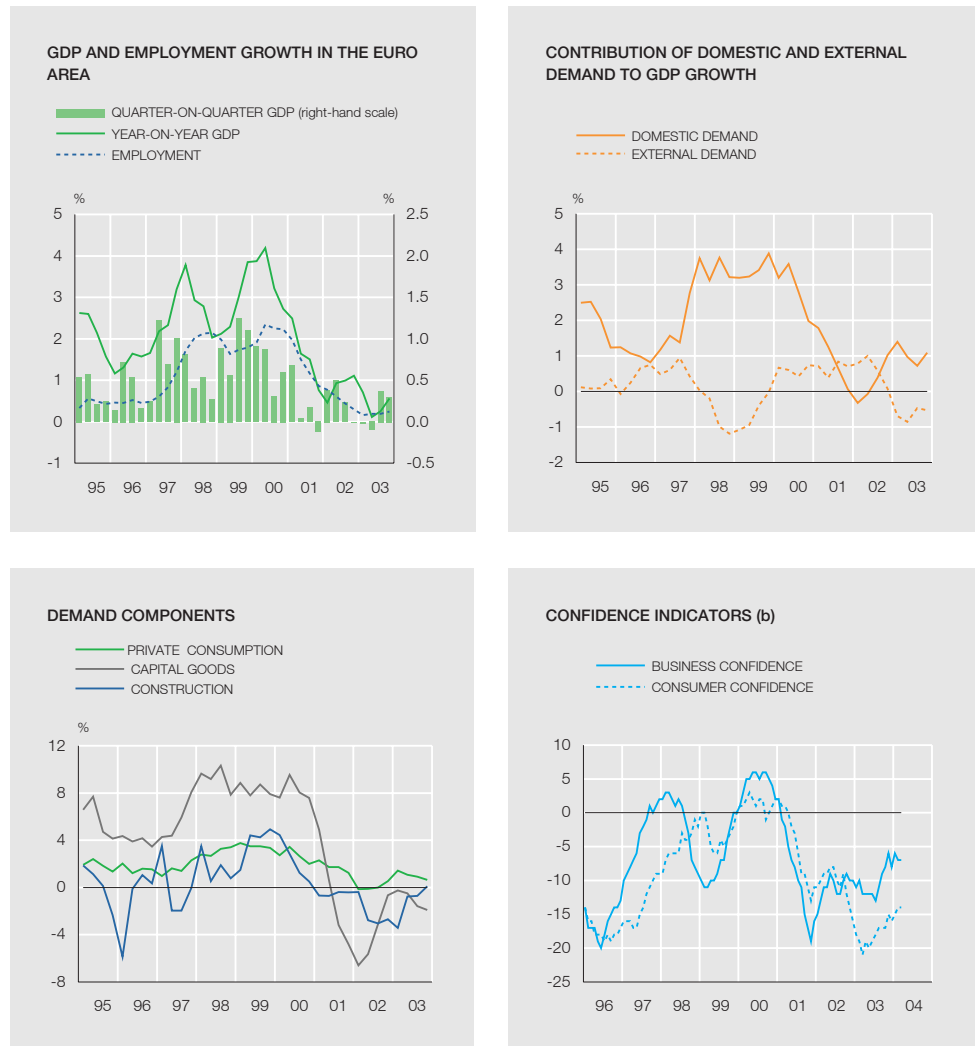 GDP AND EMPLOYMENT GROWTH IN THE EURO
AREA
QUARTER-ON-QUARTER GDP (right-hand scale)
YEAR-ON-YEAR GDP
EMPLOYMENT
% %
5 2.5
4 2.0
3 1.5
2 1.0
1 0.5
0 0.0
-1 -0.5
95 96 97 98 99 00 01 02 03
CONTRIBUTION OF DOMESTIC AND EXTERNAL
DEMAND TO GDP GROWTH
DOMESTIC DEMAND
EXTERNAL DEMAND
%
5
4
3
2
1
0
-1
-2
95 96 97 98 99 00 01 02 03
DEMAND COMPONENTS
PRIVATE CONSUMPTION
CAPITAL GOODS
CONSTRUCTION
%
12
8
4
0
-4
-8
95 96 97 98 99 00 01 02 03
CONFIDENCE INDICATORS (b)
BUSINESS CONFIDENCE
CONSUMER CONFIDENCE
10
5
0
-5
-10
-15
-20
-25
96 97 98 99 00 01 02 03 04